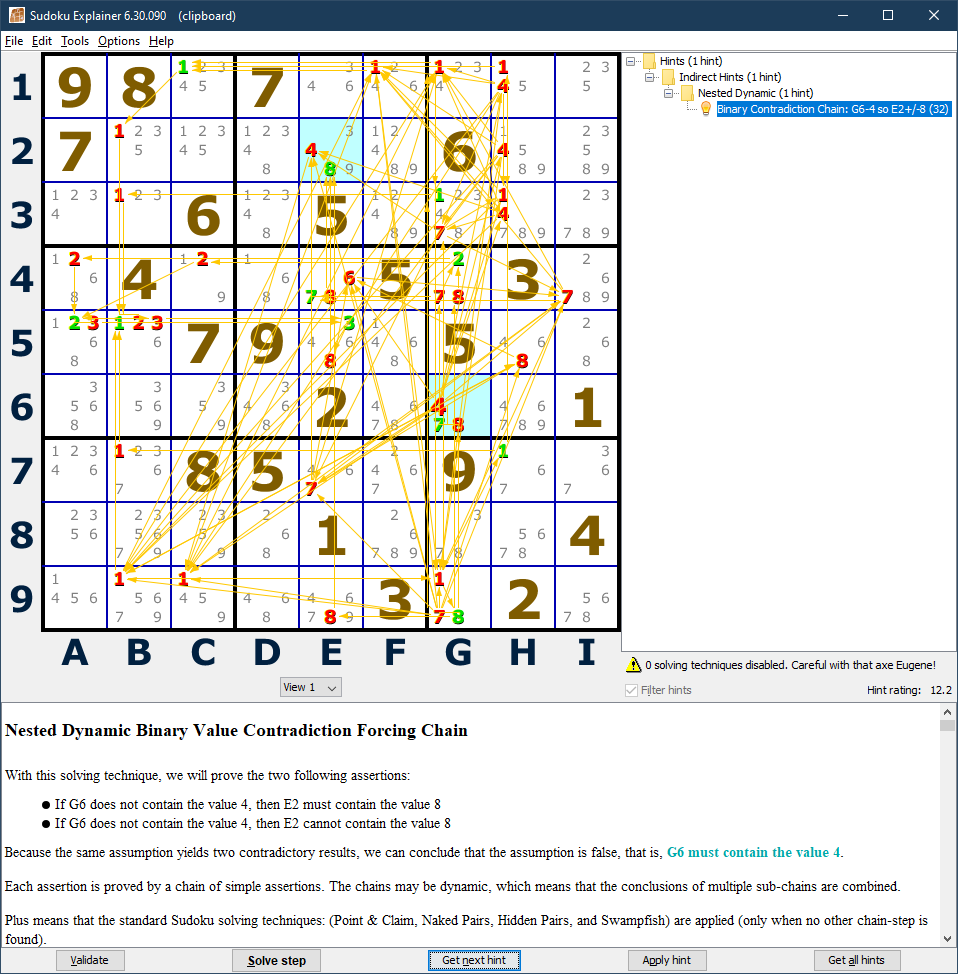 Sudoku Explainer 6.30.090 (clipboard)
File Edit Tools Options Help
1 2 3 3 1 2 1 2 3 1 2 3
1 9 8 4 5 7 4 6 4 6 4 4 5 5
1 2 3 1 2 3 1 2 3 3 1 2 1 2 3
2 7 5 4 5 4 4 4 6 4 5 5
8 8 9 8 9 8 9 8 9
1 2 3 1 2 3 1 2 3 1 2 1 2 3 1 2 3
3 4 6 4 5 4 4 4
8 8 9 7 8 7 8 9 7 8 9
1 2 1 2 1 2 2
4 6 4 6 6 5 3 6
8 9 8 7 8 7 8 7 8 9
1 2 3 1 2 3 3 1 2
5 6 6 7 9 4 6 4 6 5 4 6 6
8 8 8 8 8
3 3 3 3
6 5 6 5 6 5 4 6 2 4 6 4 4 6 1
8 9 9 8 7 8 7 8 7 8 9
1 2 3 1 2 3 2 1 3
7 4 6 6 8 5 4 6 4 6 9 6 6
7 7 7 7 7
2 3 2 3 2 3 2 2 3
8 5 6 5 6 5 6 1 6 5 6 4
7 9 9 8 7 8 9 7 8 7 8
1 1 1 1
9 4 5 6 5 6 4 5 4 6 4 6 3 2 5 6
7 9 9 8 8 9 7 8 7 8
A B C D E F G H I
View 1
Hints (1 hint)
Indirect Hints (1 hint)
Nested Dynamic (1 hint)
Binary Contradiction Chain: G6-4 so E2+/-8 (32)
0 solving techniques disabled. Careful with that axe Eugene!
Filter hints Hint rating: 12.2
Nested Dynamic Binary Value Contradiction Forcing Chain
With this solving technique, we will prove the two following assertions:
● If G6 does not contain the value 4, then E2 must contain the value 8
● If G6 does not contain the value 4, then E2 cannot contain the value 8
Because the same assumption yields two contradictory results, we can conclude that the assumption is false, that is, G6 must contain the value 4.
Each assertion is proved by a chain of simple assertions. The chains may be dynamic, which means that the conclusions of multiple sub-chains are combined.
Plus means that the standard Sudoku solving techniques: (Point & Claim, Naked Pairs, Hidden Pairs, and Swampfish) are applied (only when no other chain-step is
found).
Validate Solve step Get next hint Apply hint Get all hints